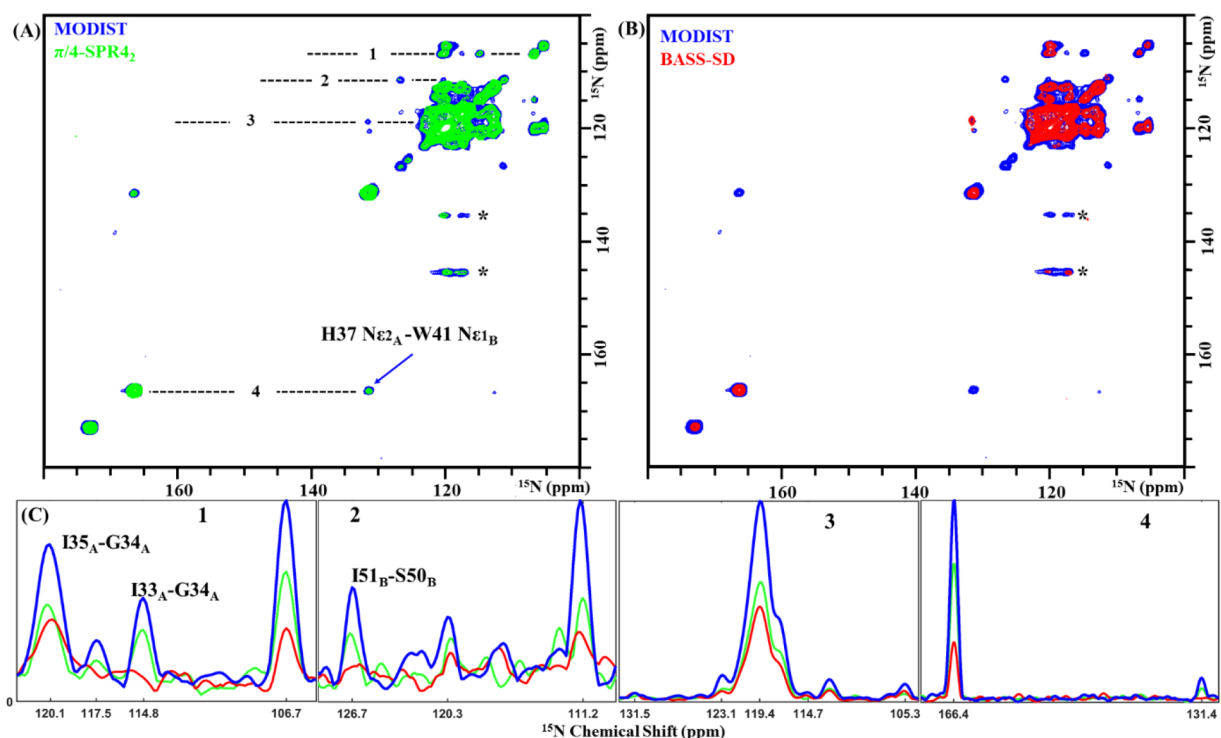 (A)
MODIST
π/4-SPR4₂
1
2
3
4
H37 Nε2A-W41 Nε1B
*
*
¹⁵N (ppm)
120
140
160
160
140
120
¹⁵N (ppm)
(B)
MODIST
BASS-SD
*
*
¹⁵N (ppm)
120
140
160
160
140
120
¹⁵N (ppm)
(C)
1
I35A-G34A
I33A-G34A
2
I51B-S50B
3
4
0
120.1 117.5 114.8 106.7
126.7 120.3 111.2
131.5 123.1 119.4 114.7 105.3
166.4 131.4
¹⁵N Chemical Shift (ppm)